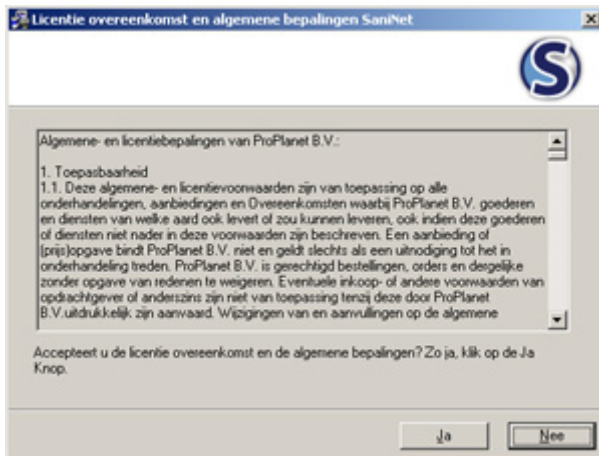 Licentie overeenkomst en algemene bepalingen SaniNet
S
Algemene- en licentiebepalingen van ProPlanet B.V.:
1. Toepasbaarheid
1.1. Deze algemene- en licentievoorwaarden zijn van toepassing op alle
onderhandelingen, aanbiedingen en Overeenkomsten waarbij ProPlanet B.V. goederen
en diensten van welke aard ook levert of zou kunnen leveren, ook indien deze goederen
of diensten niet nader in deze voorwaarden zijn beschreven. Een aanbieding of
(prijs)opgave bindt ProPlanet B.V. niet en geldt slechts als een uitnodiging tot het in
onderhandeling treden. ProPlanet B.V. is gerechtigd bestellingen, orders en dergelijke
zonder opgave van redenen te weigeren. Eventuele inkoop- of andere voorwaarden van
opdrachtgever of anderszins zijn niet van toepassing tenzij deze door ProPlanet
B.V.uitdrukkelijk zijn aanvaard. Wijzigingen van en aanvullingen op de algemene
Accepteert u de licentie overeenkomst en de algemene bepalingen? Zo ja, klik op de Ja
Knop.
Ja
Nee